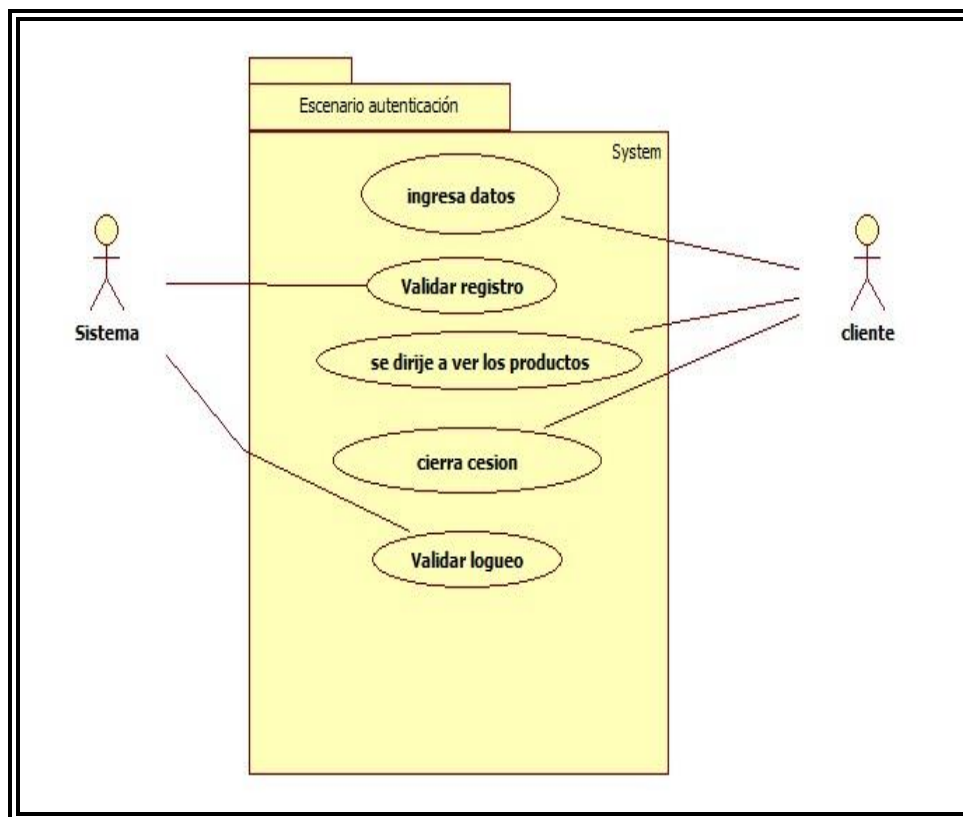 Escenario autenticación
System
ingresa datos
Validar registro
Sistema
cliente
se dirije a ver los productos
cierra cesion
Validar logueo